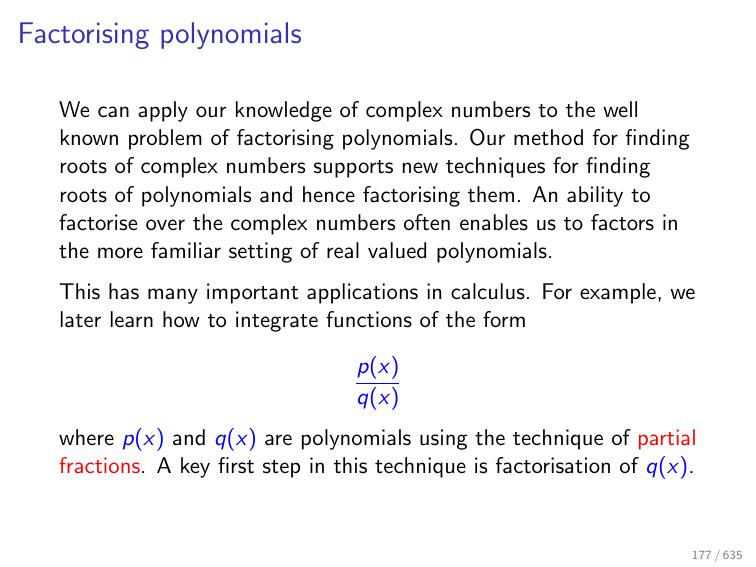 Factorising polynomials
We can apply our knowledge of complex numbers to the well
known problem of factorising polynomials. Our method for finding
roots of complex numbers supports new techniques for finding
roots of polynomials and hence factorising them. An ability to
factorise over the complex numbers often enables us to factors in
the more familiar setting of real valued polynomials.
This has many important applications in calculus. For example, we
later learn how to integrate functions of the form
p(x)
q(x)
where p(x) and q(x) are polynomials using the technique of partial
fractions. A key first step in this technique is factorisation of q(x).
177 / 635